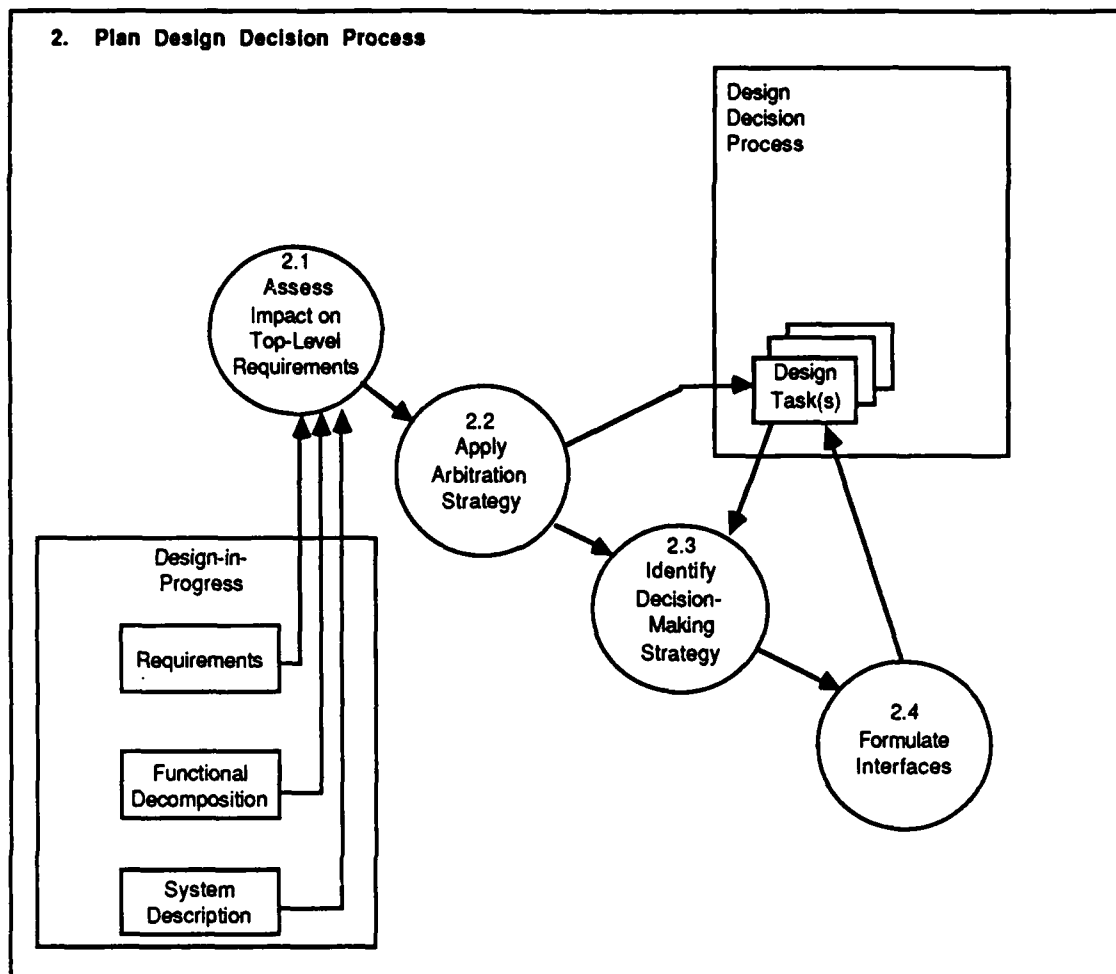 2. Plan Design Decision Process
Design
Decision
Process
2.1
Assess
Impact on
Top-Level
Requirements
2.2
Apply
Arbitration
Strategy
Design
Task(s)
2.3
Identify
Decision-
Making
Strategy
2.4
Formulate
Interfaces
Design-in-
Progress
Requirements
Functional
Decomposition
System
Description